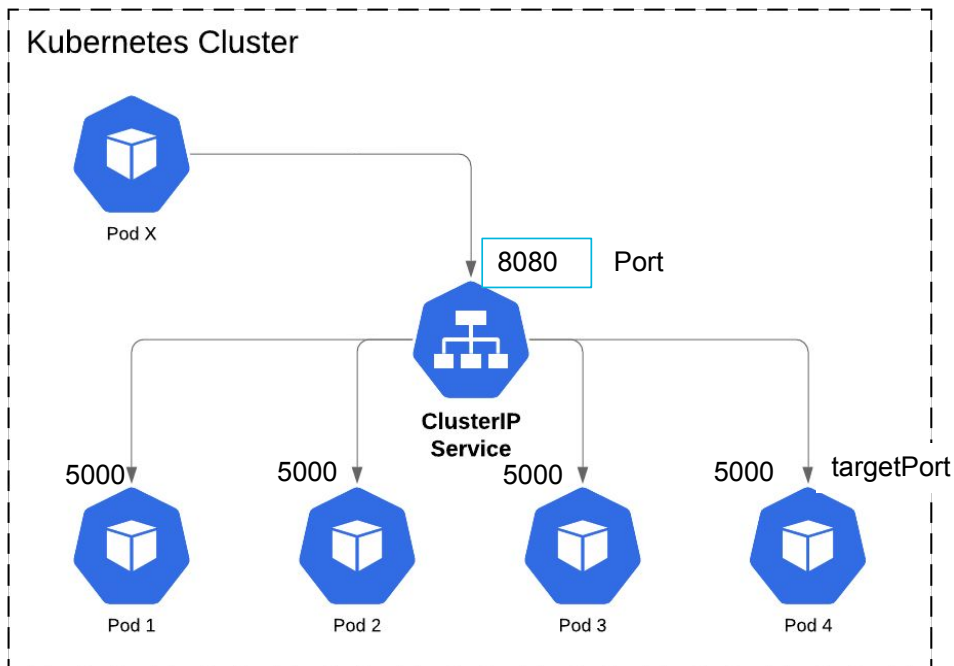 Kubernetes Cluster
Pod X
8080 Port
ClusterIP
Service
5000 5000 5000 5000 targetPort
Pod 1 Pod 2 Pod 3 Pod 4